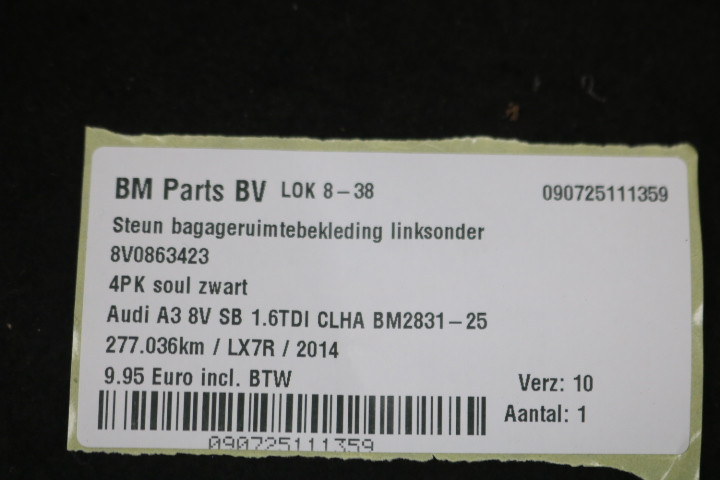 BM Parts BV LOK 8-38 090725111359
Steun bagageruimtebekleding linksonder
8V0863423
4PK soul zwart
Audi A3 8V SB 1.6TDI CLHA BM2831-25
277.036km / LX7R / 2014
9.95 Euro incl. BTW Verz: 10
Aantal: 1
090725111359